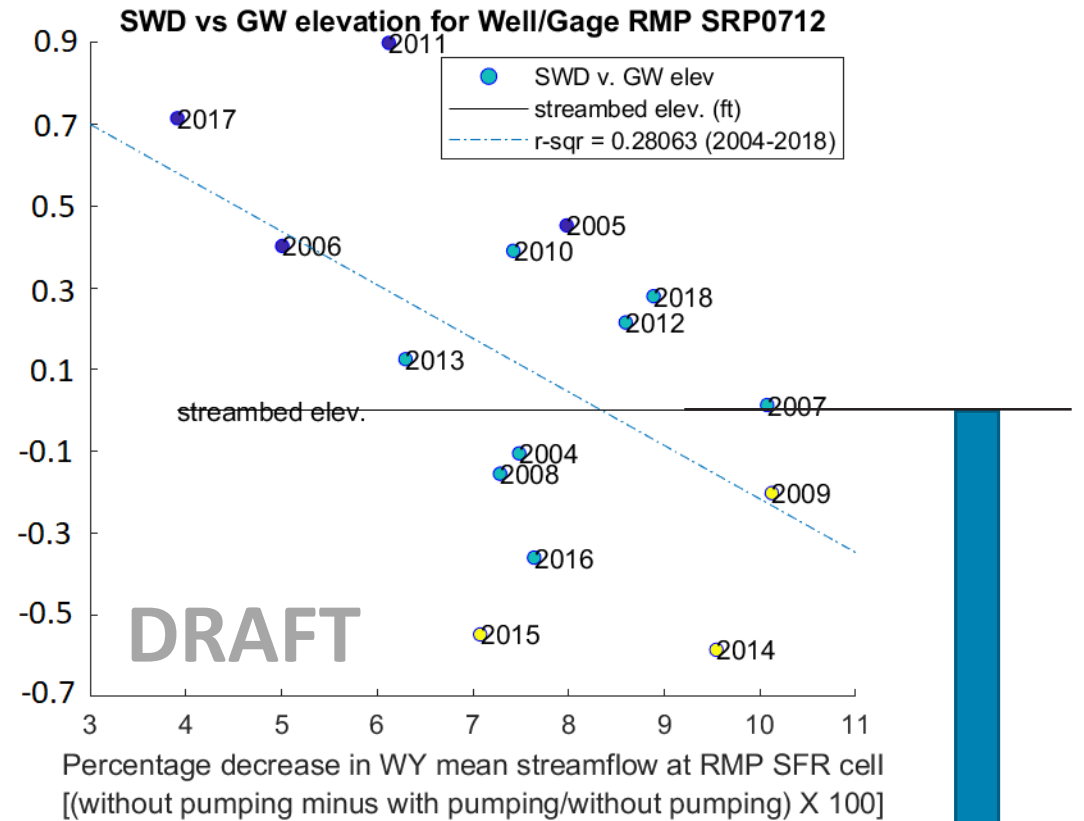 SWD vs GW elevation for Well/Gage RMP SRP0712
0.9
0.7
0.5
0.3
0.1
-0.1
-0.3
-0.5
-0.7
2011
SWD v. GW elev
streambed elev. (ft)
r-sqr = 0.28063 (2004-2018)
2017
2005
2006
2010
2018
2012
2013
streambed elev.
2007
2004
2008
2009
2016
DRAFT
2015
2014
3 4 5 6 7 8 9 10 11
Percentage decrease in WY mean streamflow at RMP SFR cell
[(without pumping minus with pumping/without pumping) X 100]